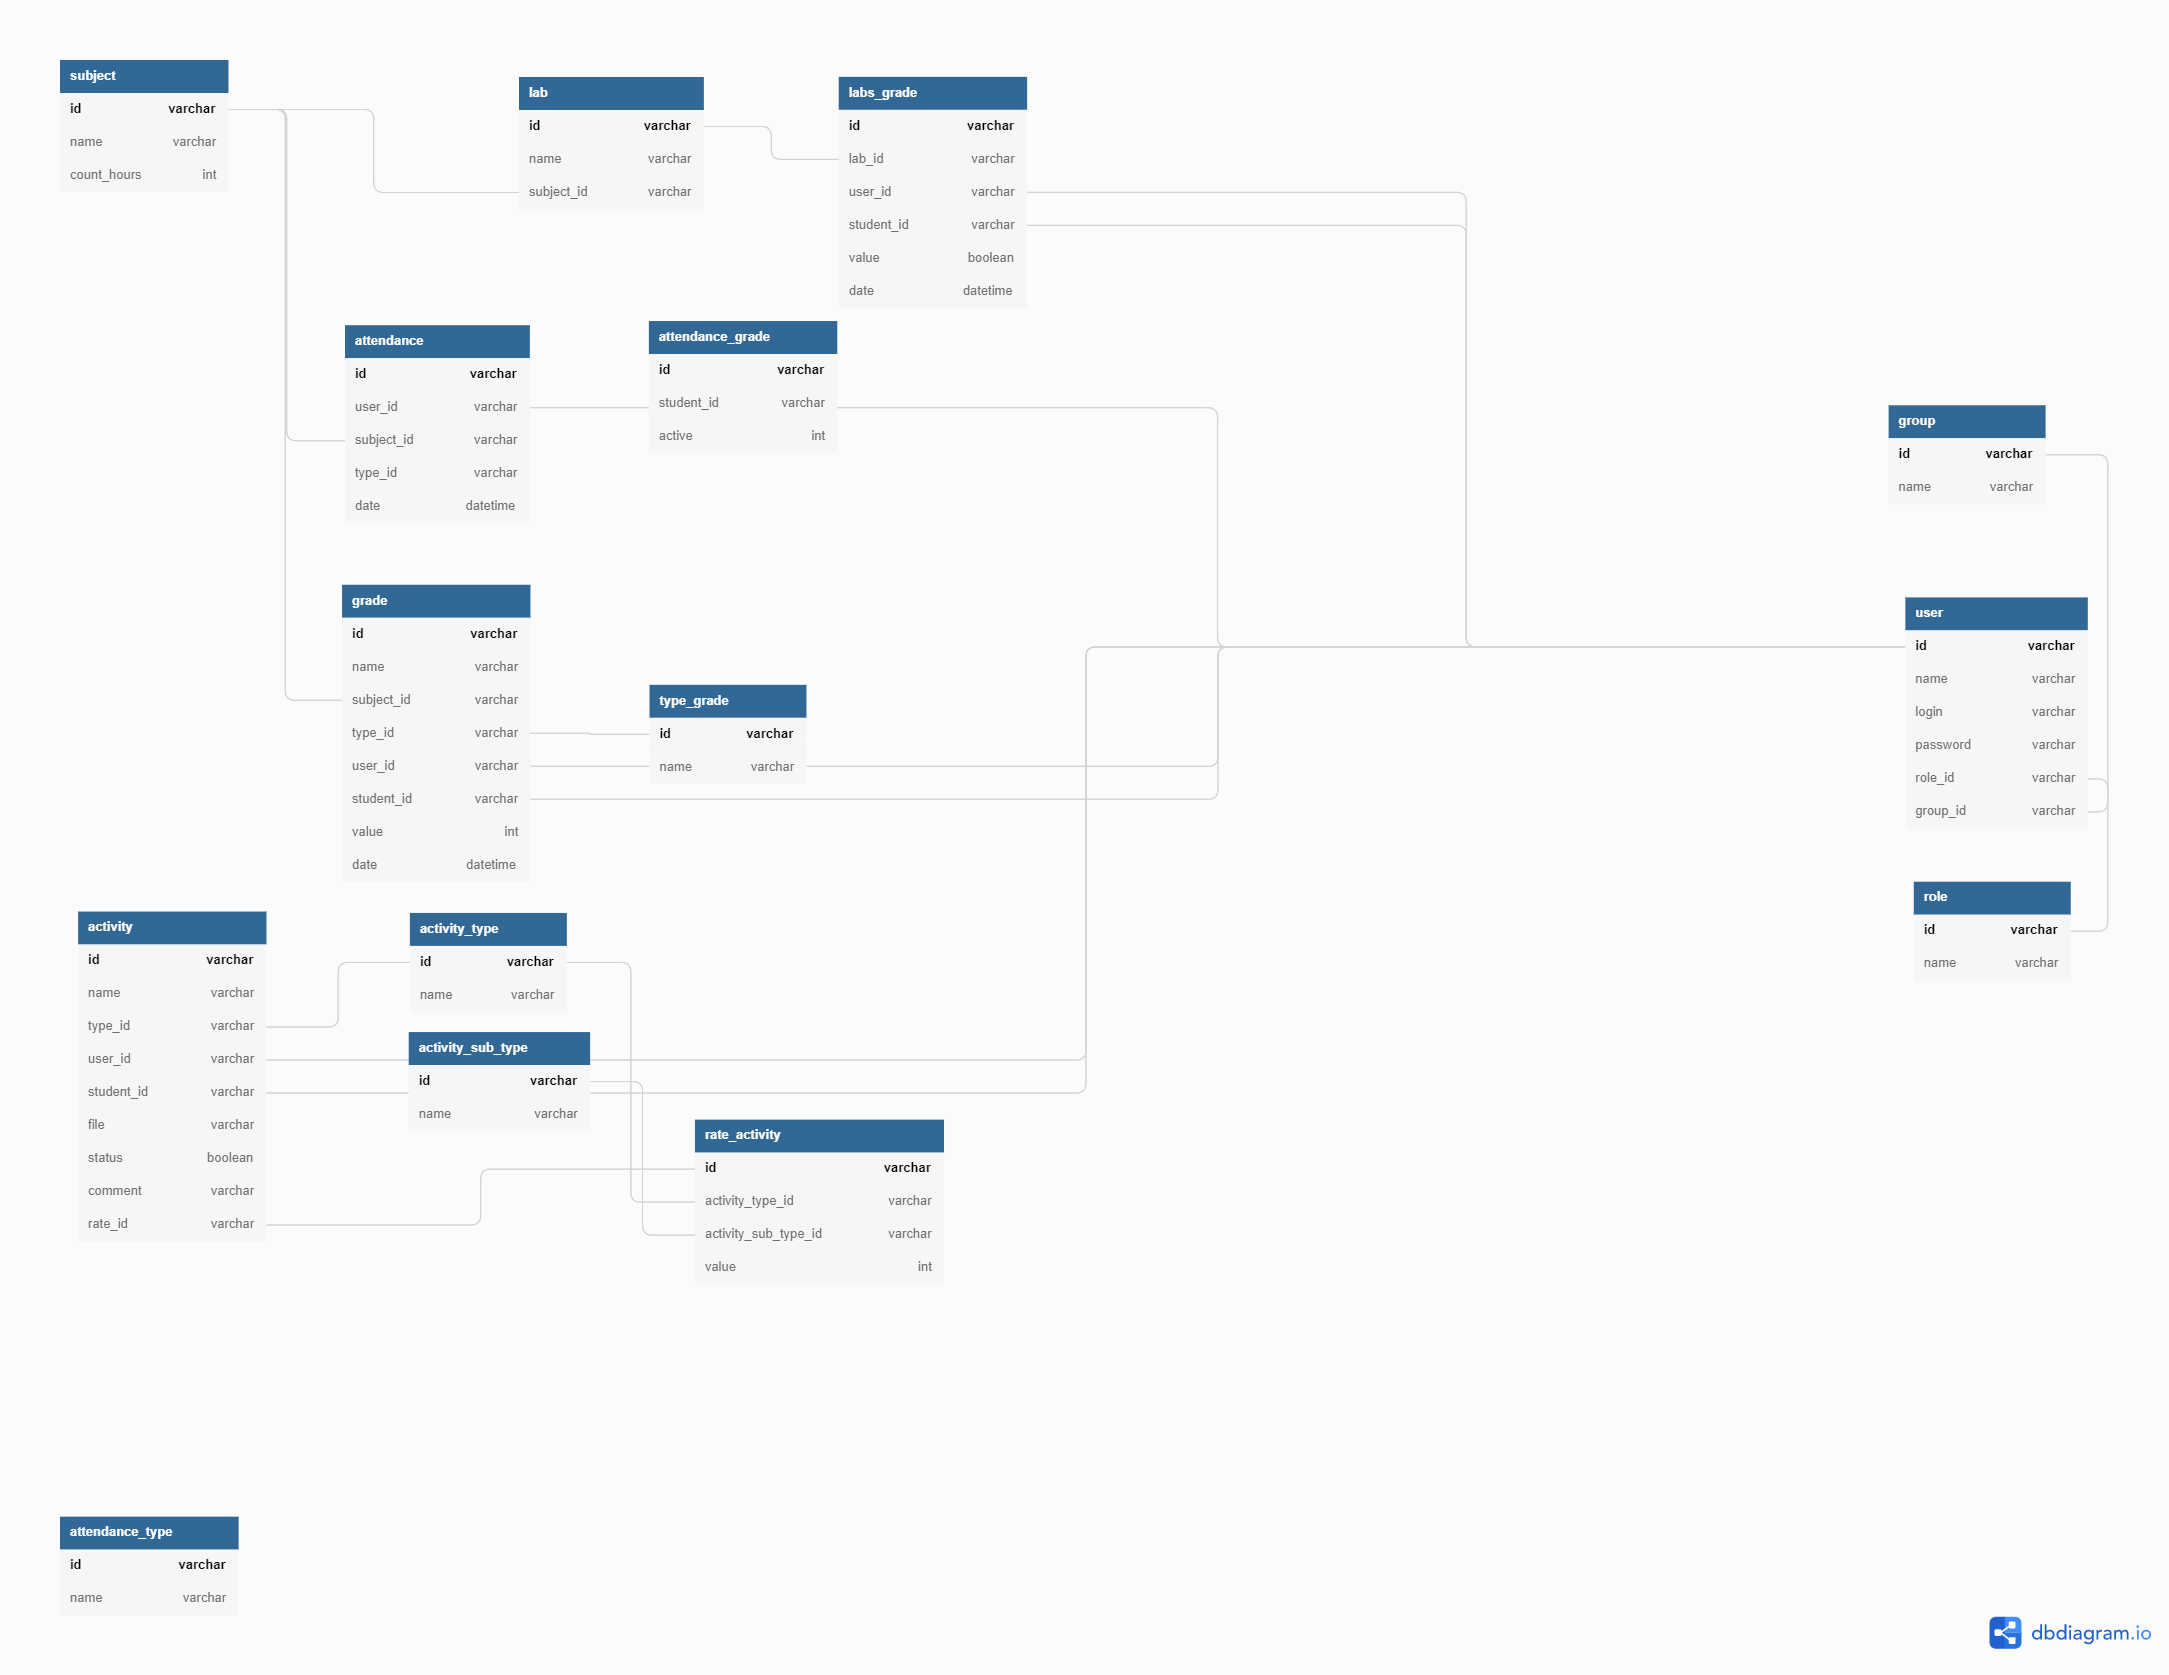 subject
id varchar
name varchar
count_hours int
lab
id varchar
name varchar
subject_id varchar
labs_grade
id varchar
lab_id varchar
user_id varchar
student_id varchar
value boolean
date datetime
attendance
id varchar
user_id varchar
subject_id varchar
type_id varchar
date datetime
attendance_grade
id varchar
student_id varchar
active int
group
id varchar
name varchar
grade
id varchar
name varchar
subject_id varchar
type_id varchar
user_id varchar
student_id varchar
value int
date datetime
type_grade
id varchar
name varchar
user
id varchar
name varchar
login varchar
password varchar
role_id varchar
group_id varchar
role
id varchar
name varchar
activity
id varchar
name varchar
type_id varchar
user_id varchar
student_id varchar
file varchar
status boolean
comment varchar
rate_id varchar
activity_type
id varchar
name varchar
activity_sub_type
id varchar
name varchar
rate_activity
id varchar
activity_type_id varchar
activity_sub_type_id varchar
value int
attendance_type
id varchar
name varchar
dbdiagram.io